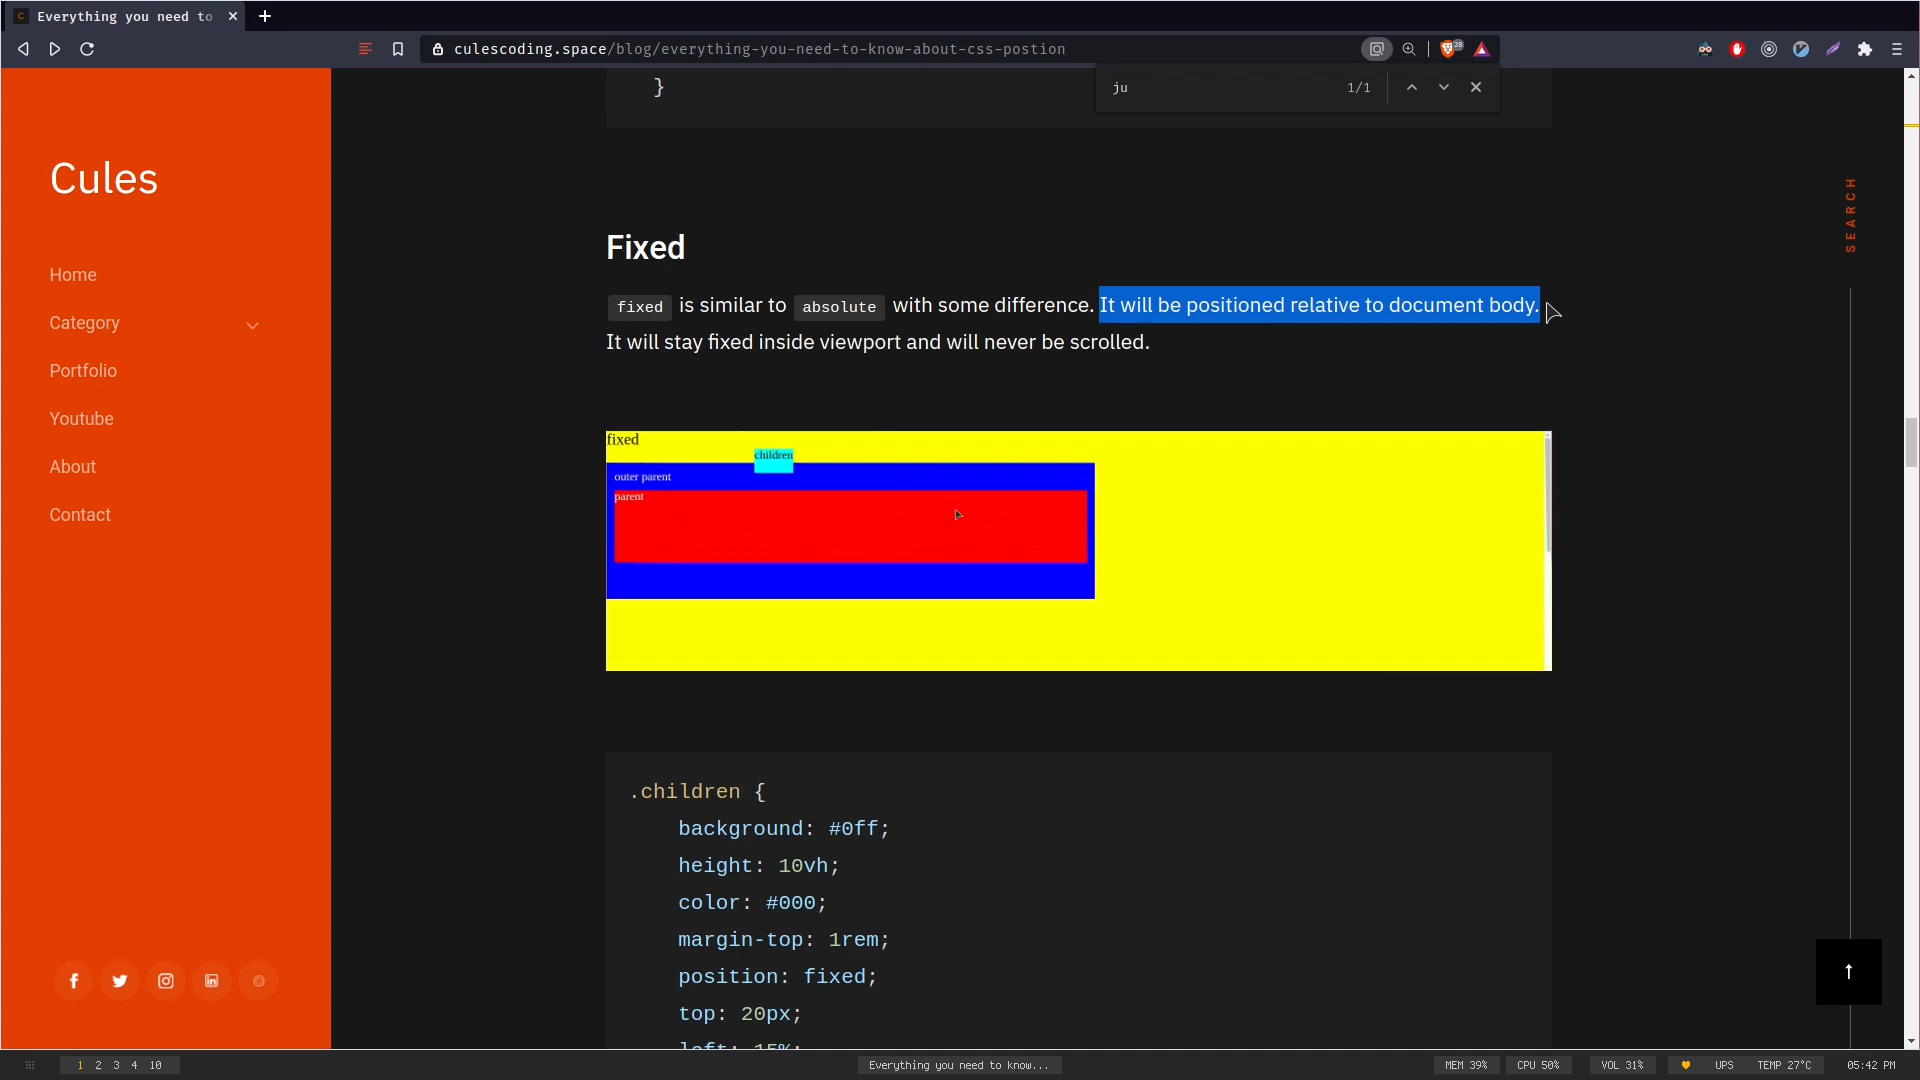 Everything you need to
culescoding.space/blog/everything-you-need-to-know-about-css-postion
28
ju
1/1
Cules
Home
Category
Portfolio
Youtube
About
Contact
}
Fixed
fixed is similar to absolute with some difference. It will be positioned relative to document body.
It will stay fixed inside viewport and will never be scrolled.
fixed
children
outer parent
parent
.children {
background: #0ff;
height: 10vh;
color: #000;
margin-top: 1rem;
position: fixed;
top: 20px;
left: 15%;
SEARCH
↑
1 2 3 4 10
Everything you need to know...
MEM 39%
CPU 50%
VOL 31%
UPS
TEMP 27°C
05:42 PM